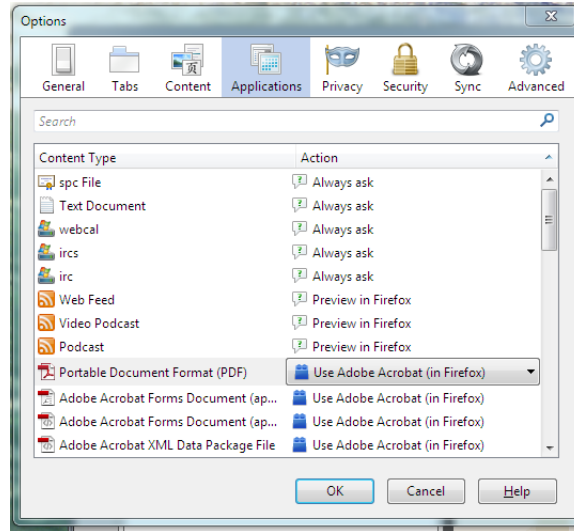 Options
General Tabs Content Applications Privacy Security Sync Advanced
Search
Content Type Action
spc File Always ask
Text Document Always ask
webcal Always ask
ircs Always ask
irc Always ask
Web Feed Preview in Firefox
Video Podcast Preview in Firefox
Podcast Preview in Firefox
Portable Document Format (PDF) Use Adobe Acrobat (in Firefox)
Adobe Acrobat Forms Document (ap... Use Adobe Acrobat (in Firefox)
Adobe Acrobat Forms Document (ap... Use Adobe Acrobat (in Firefox)
Adobe Acrobat XML Data Package File Use Adobe Acrobat (in Firefox)
OK Cancel Help